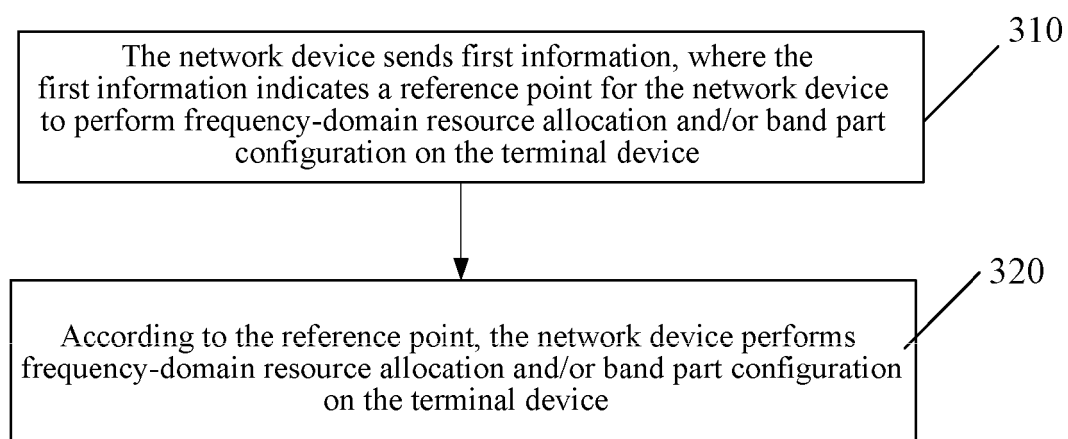 310
The network device sends first information, where the
first information indicates a reference point for the network device
to perform frequency-domain resource allocation and/or band part
configuration on the terminal device
320
According to the reference point, the network device performs
frequency-domain resource allocation and/or band part configuration
on the terminal device